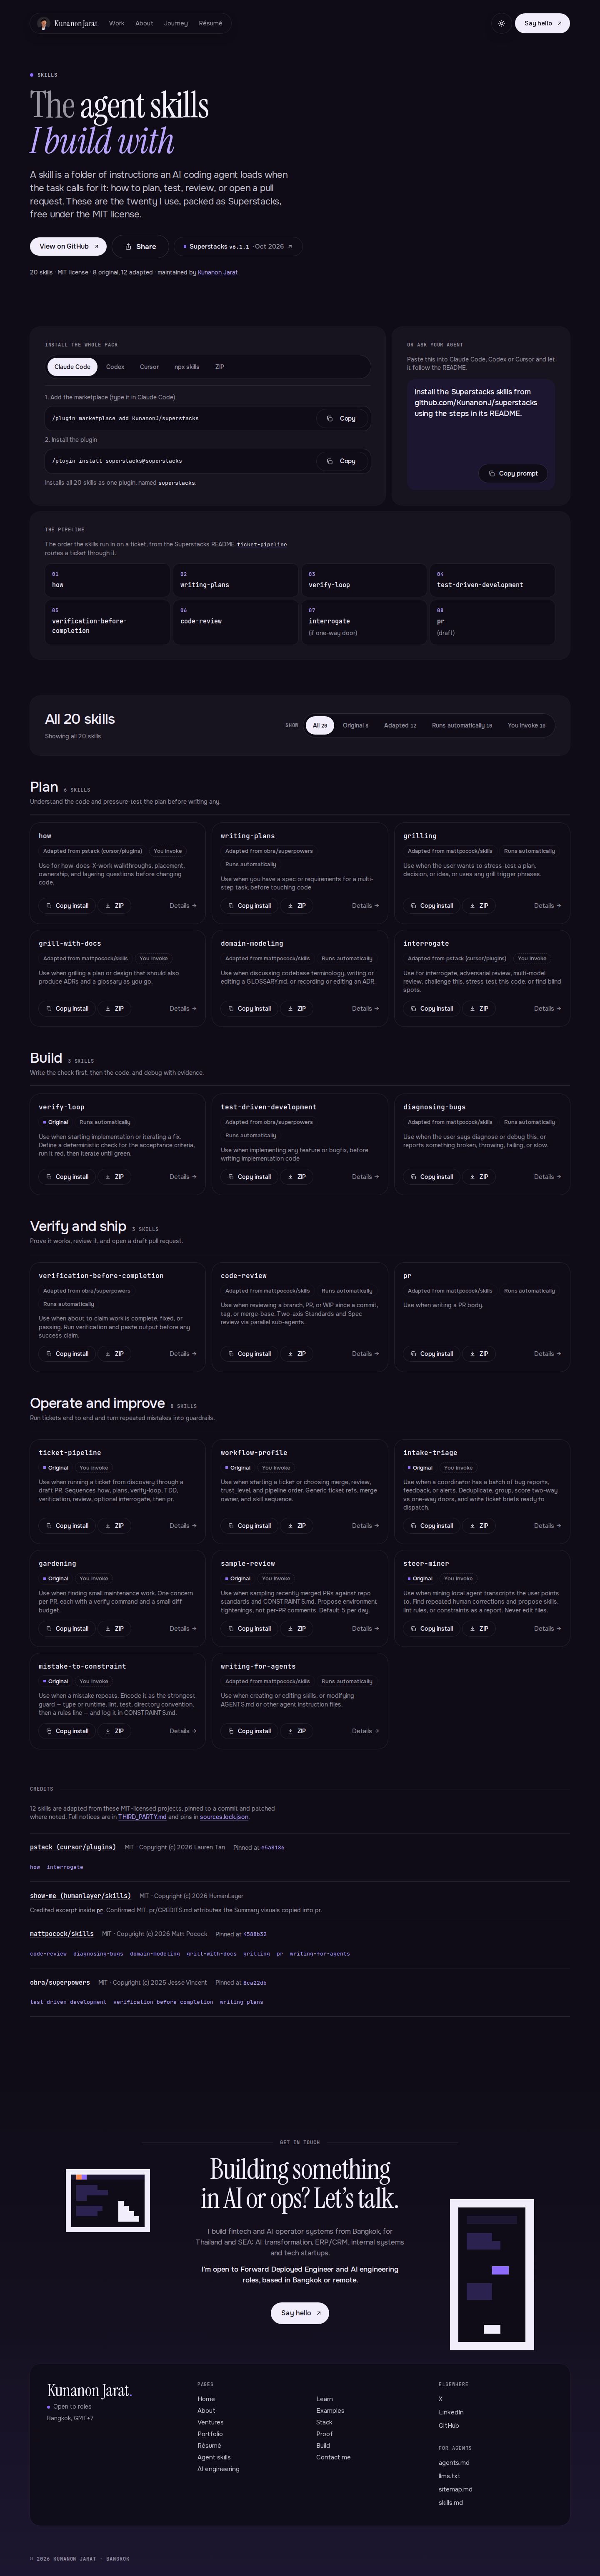 Kunanon Jarat Work About Journey Résumé
Say hello
SKILLS
The agent skills
I build with
A skill is a folder of instructions an AI coding agent loads when
the task calls for it: how to plan, test, review, or open a pull
request. These are the twenty I use, packed as Superstacks,
free under the MIT license.
View on GitHub Share Superstacks v6.1.1 · Oct 2026
20 skills · MIT license · 8 original, 12 adapted · maintained by Kunanon Jarat
INSTALL THE WHOLE PACK
Claude Code Codex Cursor npx skills ZIP
1. Add the marketplace (type it in Claude Code)
/plugin marketplace add KunanonJ/superstacks Copy
2. Install the plugin
/plugin install superstacks@superstacks Copy
Installs all 20 skills as one plugin, named superstacks.
OR ASK YOUR AGENT
Paste this into Claude Code, Codex or Cursor and let
it follow the README.
Install the Superstacks skills from
github.com/KunanonJ/superstacks
using the steps in its README.
Copy prompt
THE PIPELINE
The order the skills run in on a ticket, from the Superstacks README. ticket-pipeline
routes a ticket through it.
01
how
02
writing-plans
03
verify-loop
04
test-driven-development
05
verification-before-
completion
06
code-review
07
interrogate
(if one-way door)
08
pr
(draft)
All 20 skills
Showing all 20 skills
SHOW All 20 Original 8 Adapted 12 Runs automatically 10 You invoke 10
Plan 6 SKILLS
Understand the code and pressure-test the plan before writing any.
how
Adapted from pstack (cursor/plugins) You invoke
Use for how-does-X-work walkthroughs, placement,
ownership, and layering questions before changing
code.
Copy install ZIP Details →
writing-plans
Adapted from obra/superpowers
Runs automatically
Use when you have a spec or requirements for a multi-
step task, before touching code
Copy install ZIP Details →
grilling
Adapted from mattpocock/skills Runs automatically
Use when the user wants to stress-test a plan,
decision, or idea, or uses any grill trigger phrases.
Copy install ZIP Details →
grill-with-docs
Adapted from mattpocock/skills You invoke
Use when grilling a plan or design that should also
produce ADRs and a glossary as you go.
Copy install ZIP Details →
domain-modeling
Adapted from mattpocock/skills Runs automatically
Use when discussing codebase terminology, writing or
editing a GLOSSARY.md, or recording or editing an ADR.
Copy install ZIP Details →
interrogate
Adapted from pstack (cursor/plugins) You invoke
Use for interrogate, adversarial review, multi-model
review, challenge this, stress test this code, or find blind
spots.
Copy install ZIP Details →
Build 3 SKILLS
Write the check first, then the code, and debug with evidence.
verify-loop
Original Runs automatically
Use when starting implementation or iterating a fix.
Define a deterministic check for the acceptance criteria,
run it red, then iterate until green.
Copy install ZIP Details →
test-driven-development
Adapted from obra/superpowers
Runs automatically
Use when implementing any feature or bugfix, before
writing implementation code
Copy install ZIP Details →
diagnosing-bugs
Adapted from mattpocock/skills Runs automatically
Use when the user says diagnose or debug this, or
reports something broken, throwing, failing, or slow.
Copy install ZIP Details →
Verify and ship 3 SKILLS
Prove it works, review it, and open a draft pull request.
verification-before-completion
Adapted from obra/superpowers
Runs automatically
Use when about to claim work is complete, fixed, or
passing. Run verification and paste output before any
success claim.
Copy install ZIP Details →
code-review
Adapted from mattpocock/skills Runs automatically
Use when reviewing a branch, PR, or WIP since a commit,
tag, or merge-base. Two-axis Standards and Spec
review via parallel sub-agents.
Copy install ZIP Details →
pr
Adapted from mattpocock/skills Runs automatically
Use when writing a PR body.
Copy install ZIP Details →
Operate and improve 8 SKILLS
Run tickets end to end and turn repeated mistakes into guardrails.
ticket-pipeline
Original You invoke
Use when running a ticket from discovery through a
draft PR. Sequences how, plans, verify-loop, TDD,
verification, review, optional interrogate, then pr.
Copy install ZIP Details →
workflow-profile
Original You invoke
Use when starting a ticket or choosing merge, review,
trust_level, and pipeline order. Generic ticket refs, merge
owner, and skill sequence.
Copy install ZIP Details →
intake-triage
Original You invoke
Use when a coordinator has a batch of bug reports,
feedback, or alerts. Deduplicate, group, score two-way
vs one-way doors, and write ticket briefs ready to
dispatch.
Copy install ZIP Details →
gardening
Original You invoke
Use when finding small maintenance work. One concern
per PR, each with a verify command and a small diff
budget.
Copy install ZIP Details →
sample-review
Original You invoke
Use when sampling recently merged PRs against repo
standards and CONSTRAINTS.md. Propose environment
tightenings, not per-PR comments. Default 5 per day.
Copy install ZIP Details →
steer-miner
Original You invoke
Use when mining local agent transcripts the user points
to. Find repeated human corrections and propose skills,
lint rules, or constraints as a report. Never edit files.
Copy install ZIP Details →
mistake-to-constraint
Original You invoke
Use when a mistake repeats. Encode it as the strongest
guard — type or runtime, lint, test, directory convention,
then a rules line — and log it in CONSTRAINTS.md.
Copy install ZIP Details →
writing-for-agents
Adapted from mattpocock/skills Runs automatically
Use when creating or editing skills, or modifying
AGENTS.md or other agent instruction files.
Copy install ZIP Details →
CREDITS
12 skills are adapted from these MIT-licensed projects, pinned to a commit and patched
where noted. Full notices are in THIRD_PARTY.md and pins in sources.lock.json.
pstack (cursor/plugins) MIT · Copyright (c) 2026 Lauren Tan Pinned at e5a8186
how interrogate
show-me (humanlayer/skills) MIT · Copyright (c) 2026 HumanLayer
Credited excerpt inside pr. Confirmed MIT. pr/CREDITS.md attributes the Summary visuals copied into pr.
mattpocock/skills MIT · Copyright (c) 2026 Matt Pocock Pinned at 4588b32
code-review diagnosing-bugs domain-modeling grill-with-docs grilling pr writing-for-agents
obra/superpowers MIT · Copyright (c) 2025 Jesse Vincent Pinned at 8ca22db
test-driven-development verification-before-completion writing-plans
GET IN TOUCH
Building something
in AI or ops? Let's talk.
I build fintech and AI operator systems from Bangkok, for
Thailand and SEA: AI transformation, ERP/CRM, internal systems
and tech startups.
I'm open to Forward Deployed Engineer and AI engineering
roles, based in Bangkok or remote.
Say hello
Kunanon Jarat.
Open to roles
Bangkok, GMT+7
PAGES
Home
About
Ventures
Portfolio
Résumé
Agent skills
AI engineering
Learn
Examples
Stack
Proof
Build
Contact me
ELSEWHERE
X
LinkedIn
GitHub
FOR AGENTS
agents.md
llms.txt
sitemap.md
skills.md
© 2026 KUNANON JARAT · BANGKOK